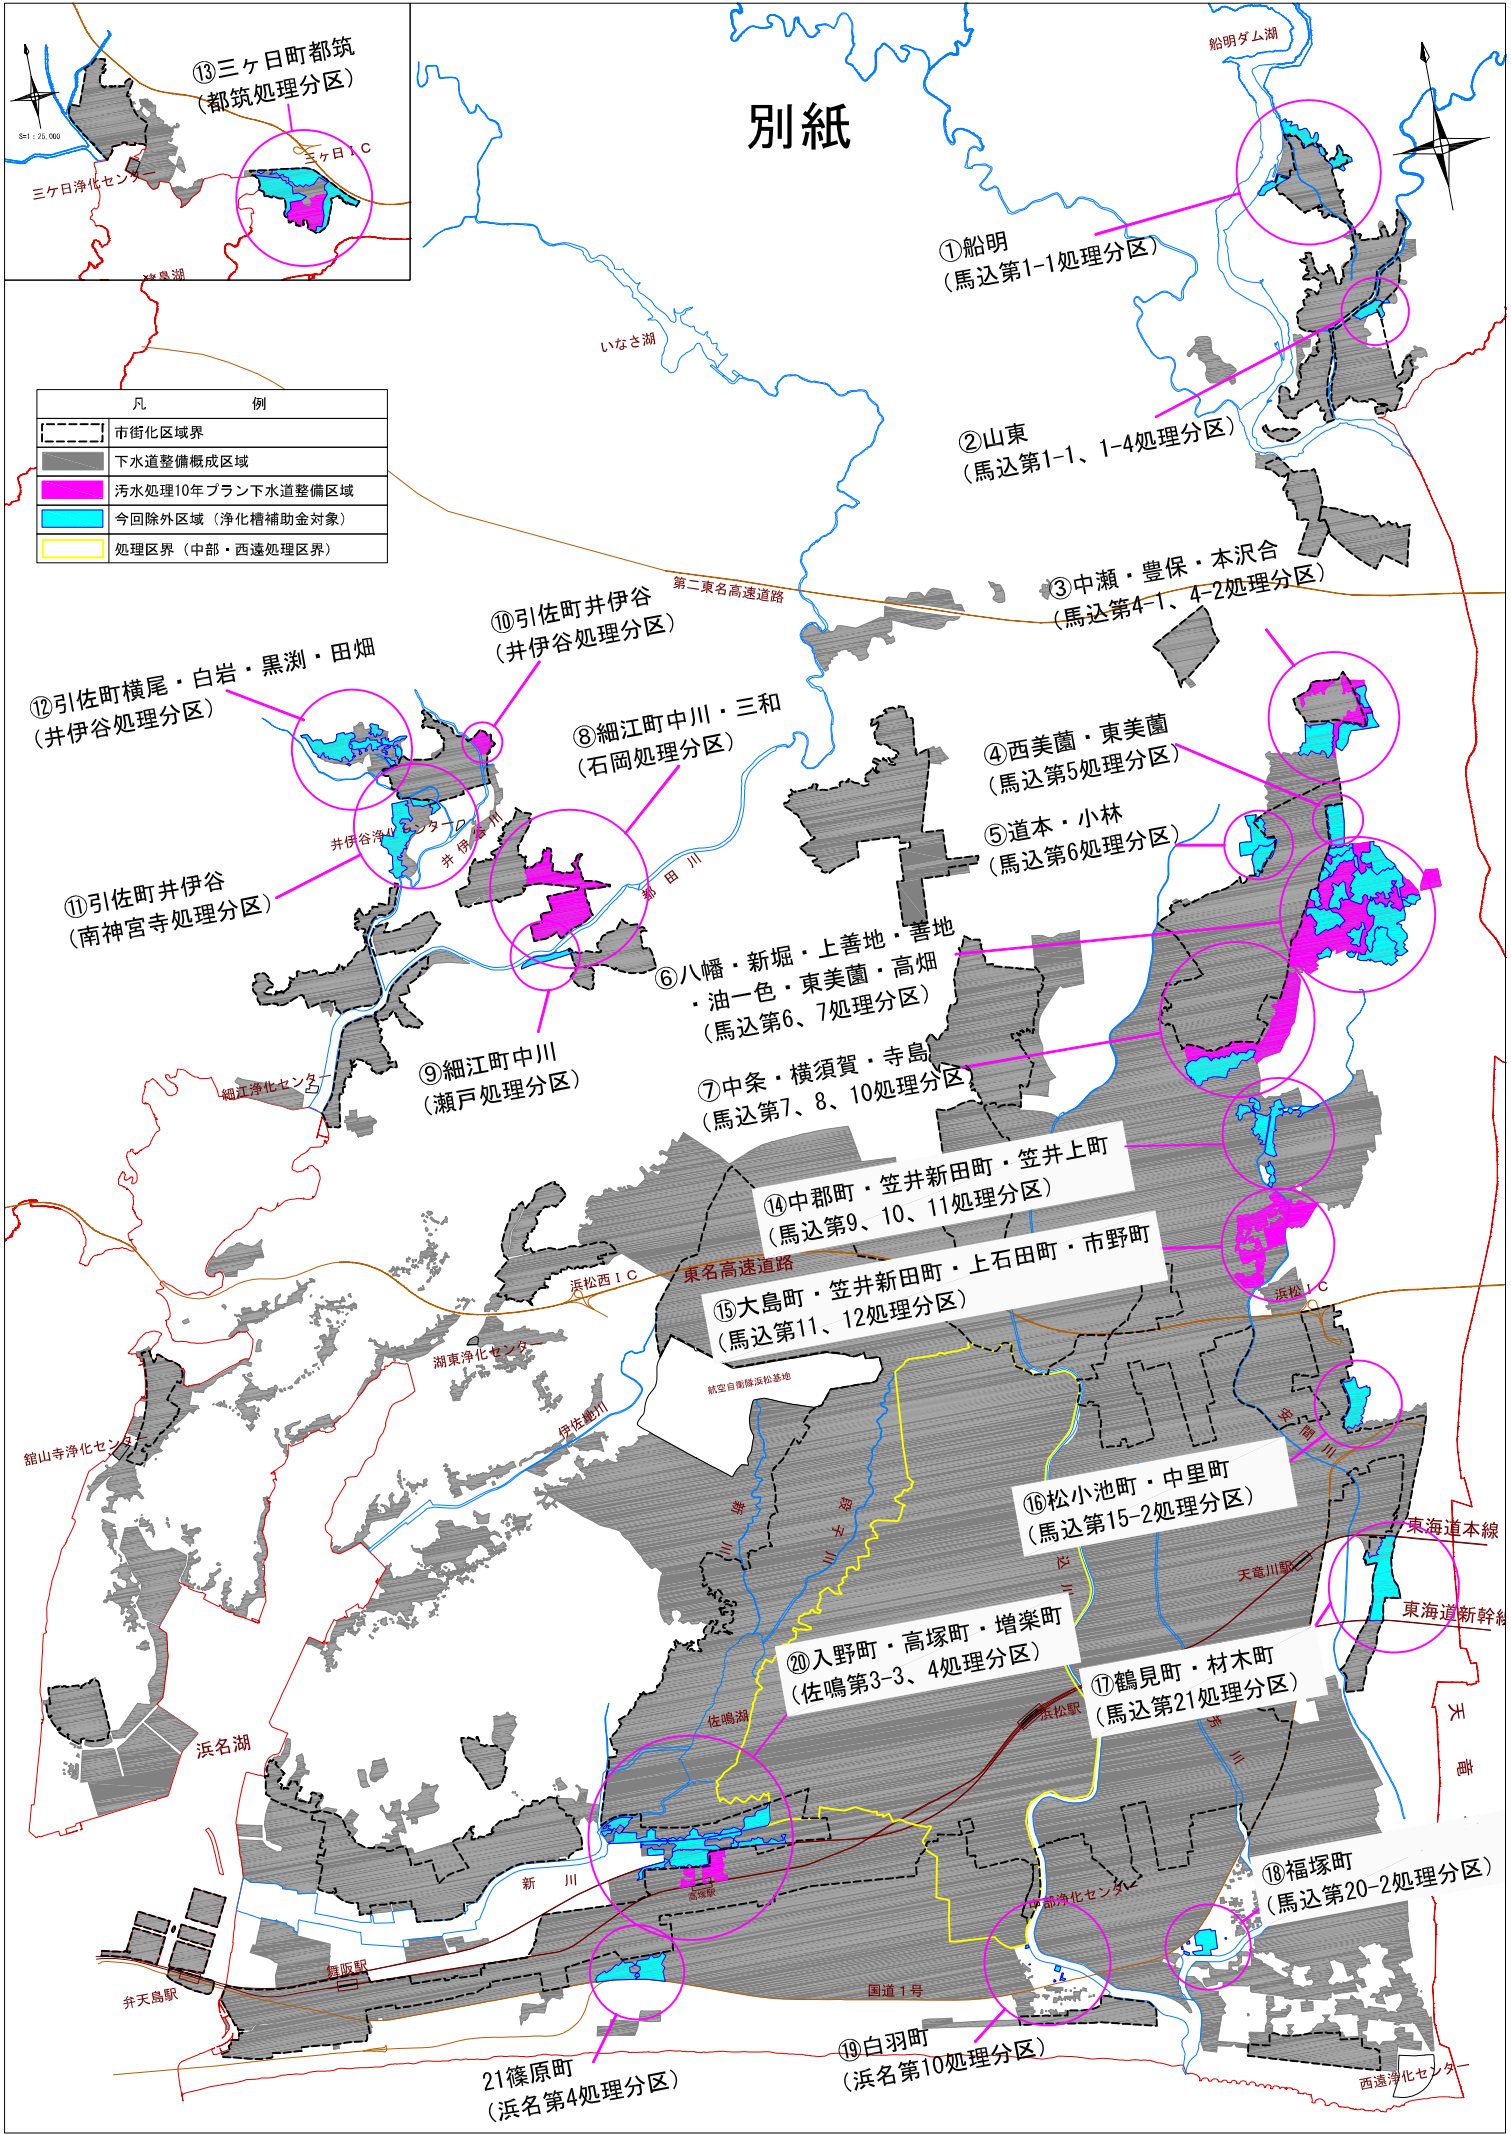 別紙
⑬三ヶ日町都筑
(都筑処理分区)
S=1:25,000
三ケ日IC
三ケ日浄化センター
猪鼻湖
船明ダム湖
①船明
(馬込第1-1処理分区)
いなさ湖
②山東
(馬込第1-1、1-4処理分区)
凡 例
市街化区域界
下水道整備概成区域
汚水処理10年プラン下水道整備区域
今回除外区域(浄化槽補助金対象)
処理区界(中部・西遠処理区界)
第二東名高速道路
③中瀬・豊保・本沢合
(馬込第4-1、4-2処理分区)
⑩引佐町井伊谷
(井伊谷処理分区)
⑫引佐町横尾・白岩・黒渕・田畑
(井伊谷処理分区)
⑧細江町中川・三和
(石岡処理分区)
④西美薗・東美薗
(馬込第5処理分区)
⑤道本・小林
(馬込第6処理分区)
井伊谷浄化センター
井伊谷川
都田川
⑪引佐町井伊谷
(南神宮寺処理分区)
⑥八幡・新堀・上善地・善地
・油一色・東美薗・高畑
(馬込第6、7処理分区)
⑨細江町中川
(瀬戸処理分区)
⑦中条・横須賀・寺島
(馬込第7、8、10処理分区)
細江浄化センター
⑭中郡町・笠井新田町・笠井上町
(馬込第9、10、11処理分区)
⑮大島町・笠井新田町・上石田町・市野町
(馬込第11、12処理分区)
東名高速道路
浜松西IC
浜松IC
湖東浄化センター
航空自衛隊浜松基地
伊佐地川
舘山寺浄化センター
安間川
新川
段子川
⑯松小池町・中里町
(馬込第15-2処理分区)
込川
東海道本線
天竜川駅
東海道新幹線
⑳入野町・高塚町・増楽町
(佐鳴第3-3、4処理分区)
⑰鶴見町・材木町
(馬込第21処理分区)
佐鳴湖
浜松駅
芳川
天竜
浜名湖
新川
高塚駅
⑱福塚町
(馬込第20-2処理分区)
中部浄化センター
舞阪駅
弁天島駅
国道1号
⑲白羽町
(浜名第10処理分区)
21篠原町
(浜名第4処理分区)
西遠浄化センター